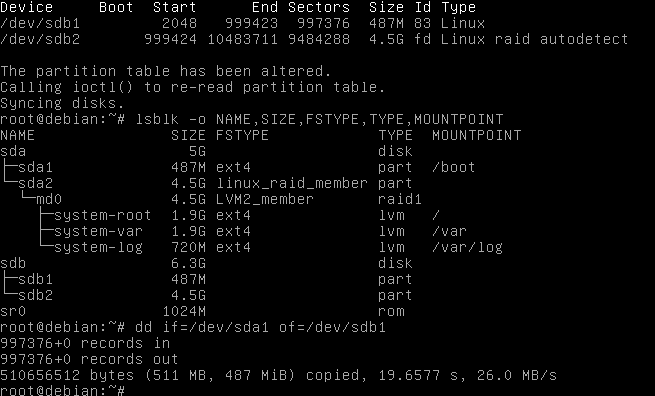 Device     Boot  Start      End Sectors  Size Id Type
/dev/sdb1         2048   999423  997376  487M 83 Linux
/dev/sdb2       999424 10483711 9484288  4.5G fd Linux raid autodetect

The partition table has been altered.
Calling ioctl() to re-read partition table.
Syncing disks.
root@debian:~# lsblk -o NAME,SIZE,FSTYPE,TYPE,MOUNTPOINT
NAME                SIZE FSTYPE            TYPE  MOUNTPOINT
sda                   5G                   disk
├─sda1              487M ext4              part  /boot
└─sda2              4.5G linux_raid_member part
  └─md0             4.5G LVM2_member       raid1
    ├─system-root   1.9G ext4              lvm   /
    ├─system-var    1.9G ext4              lvm   /var
    └─system-log    720M ext4              lvm   /var/log
sdb                 6.3G                   disk
├─sdb1              487M                   part
└─sdb2              4.5G                   part
sr0                1024M                   rom
root@debian:~# dd if=/dev/sda1 of=/dev/sdb1
997376+0 records in
997376+0 records out
510656512 bytes (511 MB, 487 MiB) copied, 19.6577 s, 26.0 MB/s
root@debian:~#